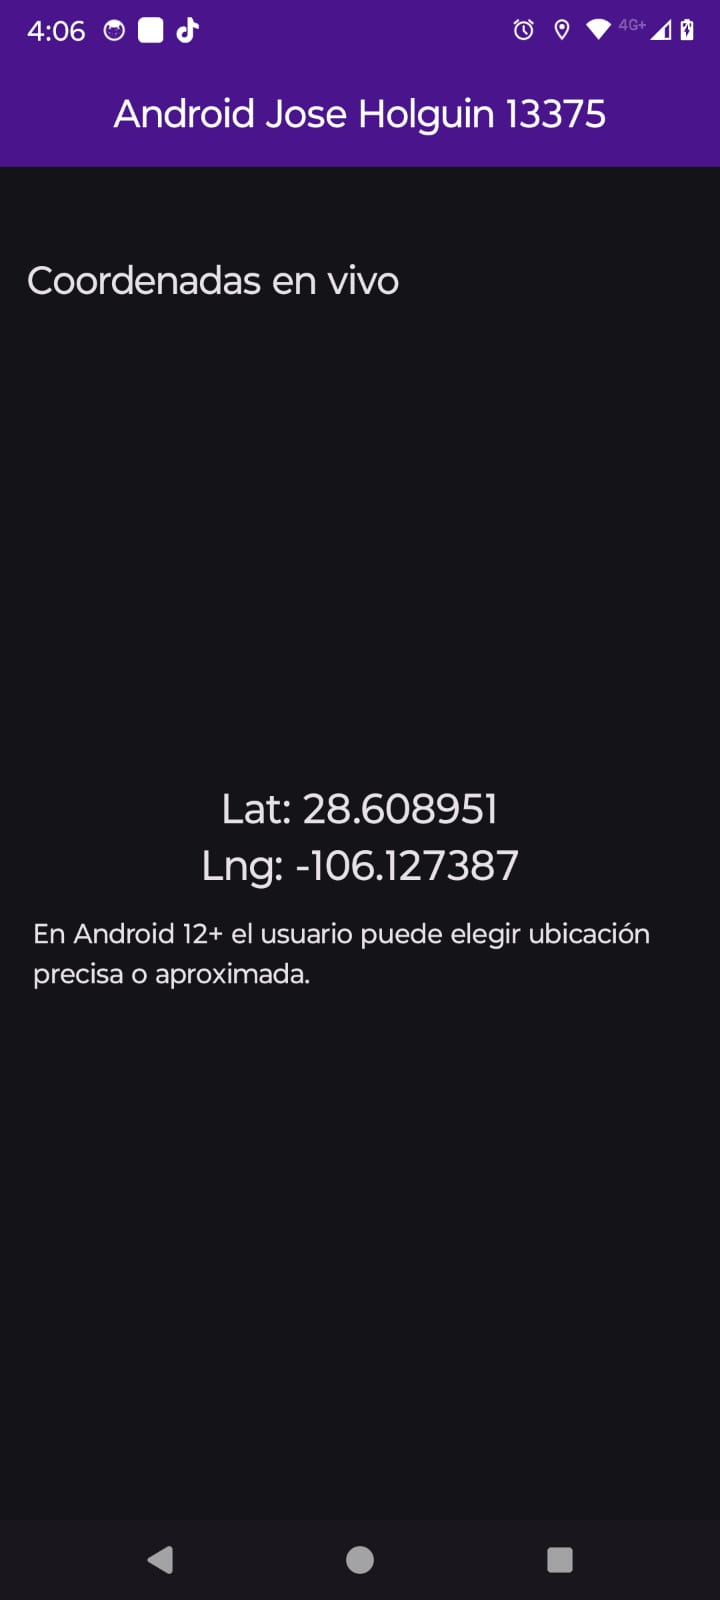 4:06
4G+
Android Jose Holguin 13375
Coordenadas en vivo
Lat: 28.608951
Lng: -106.127387
En Android 12+ el usuario puede elegir ubicación
precisa o aproximada.